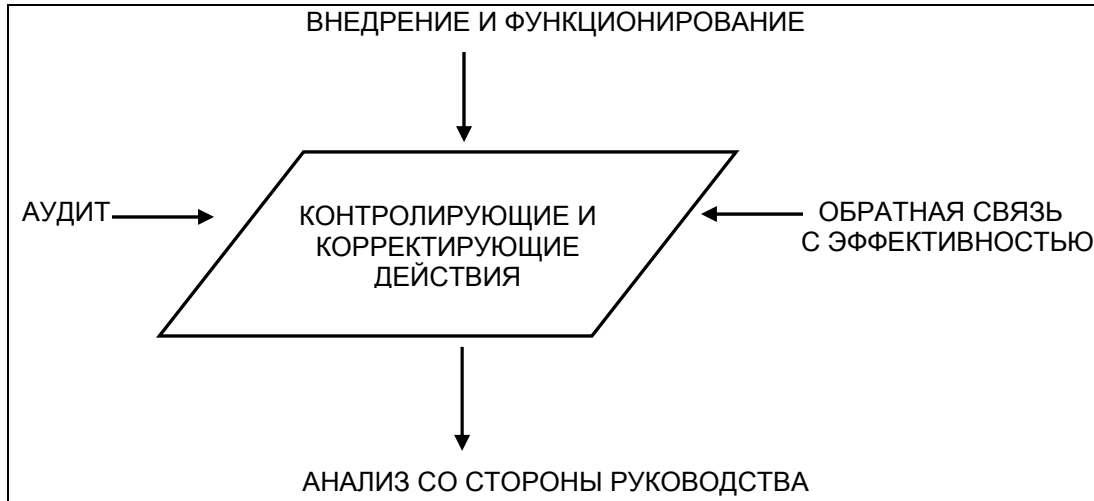 ВНЕДРЕНИЕ И ФУНКЦИОНИРОВАНИЕ
АУДИТ
КОНТРОЛИРУЮЩИЕ И
КОРРЕКТИРУЮЩИЕ
ДЕЙСТВИЯ
ОБРАТНАЯ СВЯЗЬ
С ЭФФЕКТИВНОСТЬЮ
АНАЛИЗ СО СТОРОНЫ РУКОВОДСТВА